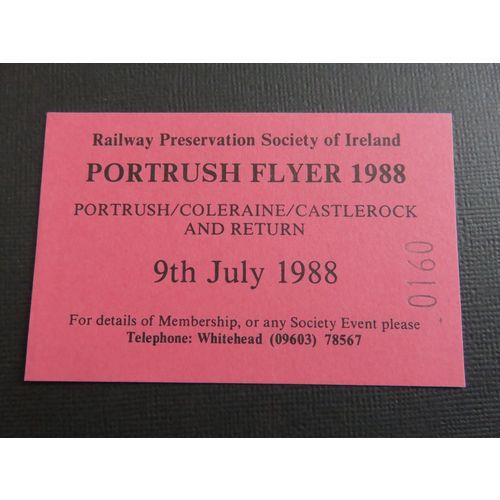 Railway Preservation Society of Ireland
PORTRUSH FLYER 1988
PORTRUSH/COLERAINE/CASTLEROCK
AND RETURN
9th July 1988
0160
For details of Membership, or any Society Event please
Telephone: Whitehead (09603) 78567